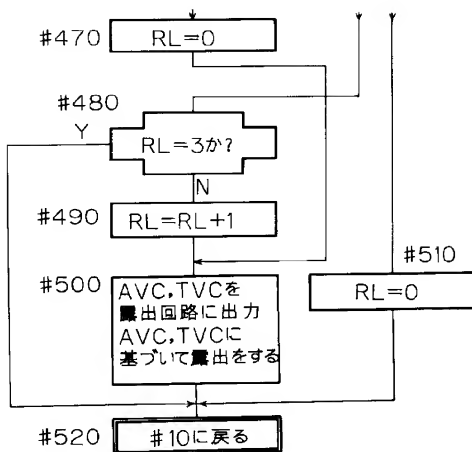 #470
RL=0
#480
Y
RL=3か?
N
#490
RL=RL+1
#510
RL=0
#500
AVC,TVCを
露出回路に出力
AVC,TVCに
基づいて露出をする
#520
#10に戻る